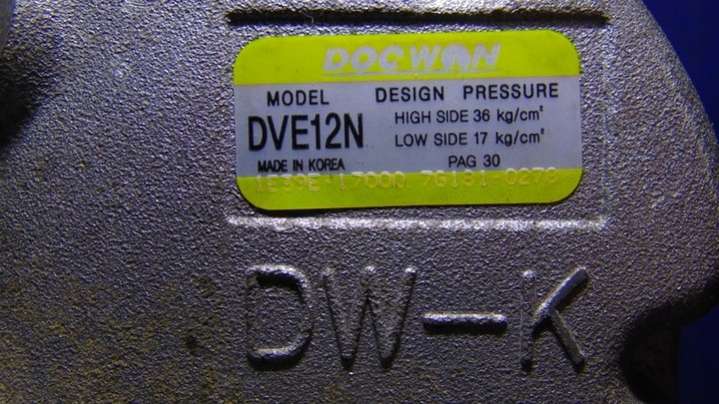 DOOWON
MODEL DESIGN PRESSURE
DVE12N HIGH SIDE 36 kg/cm²
LOW SIDE 17 kg/cm²
MADE IN KOREA PAG 30
DW-K